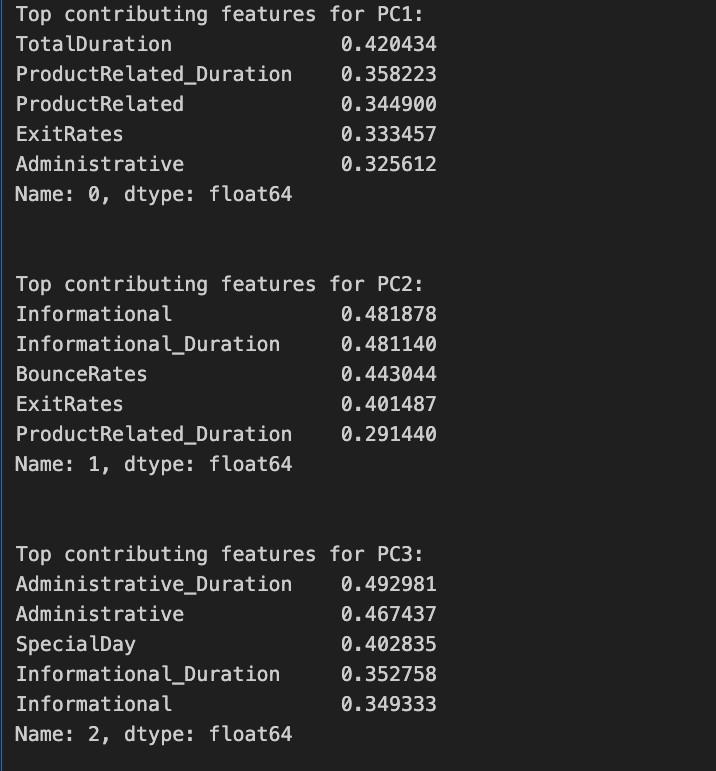 Top contributing features for PC1:
TotalDuration 0.420434
ProductRelated_Duration 0.358223
ProductRelated 0.344900
ExitRates 0.333457
Administrative 0.325612
Name: 0, dtype: float64
Top contributing features for PC2:
Informational 0.481878
Informational_Duration 0.481140
BounceRates 0.443044
ExitRates 0.401487
ProductRelated_Duration 0.291440
Name: 1, dtype: float64
Top contributing features for PC3:
Administrative_Duration 0.492981
Administrative 0.467437
SpecialDay 0.402835
Informational_Duration 0.352758
Informational 0.349333
Name: 2, dtype: float64